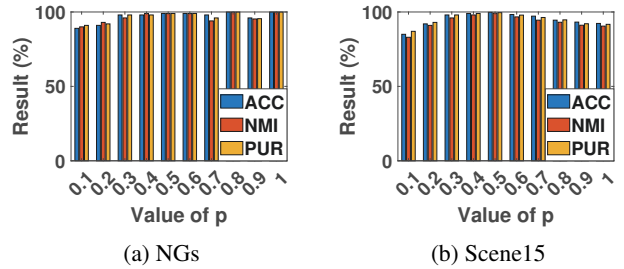 100
50
0
Result (%)
ACC
NMI
PUR
0.1 0.2 0.3 0.4 0.5 0.6 0.7 0.8 0.9 1
Value of p
(a) NGs
100
50
0
Result (%)
ACC
NMI
PUR
0.1 0.2 0.3 0.4 0.5 0.6 0.7 0.8 0.9 1
Value of p
(b) Scene15